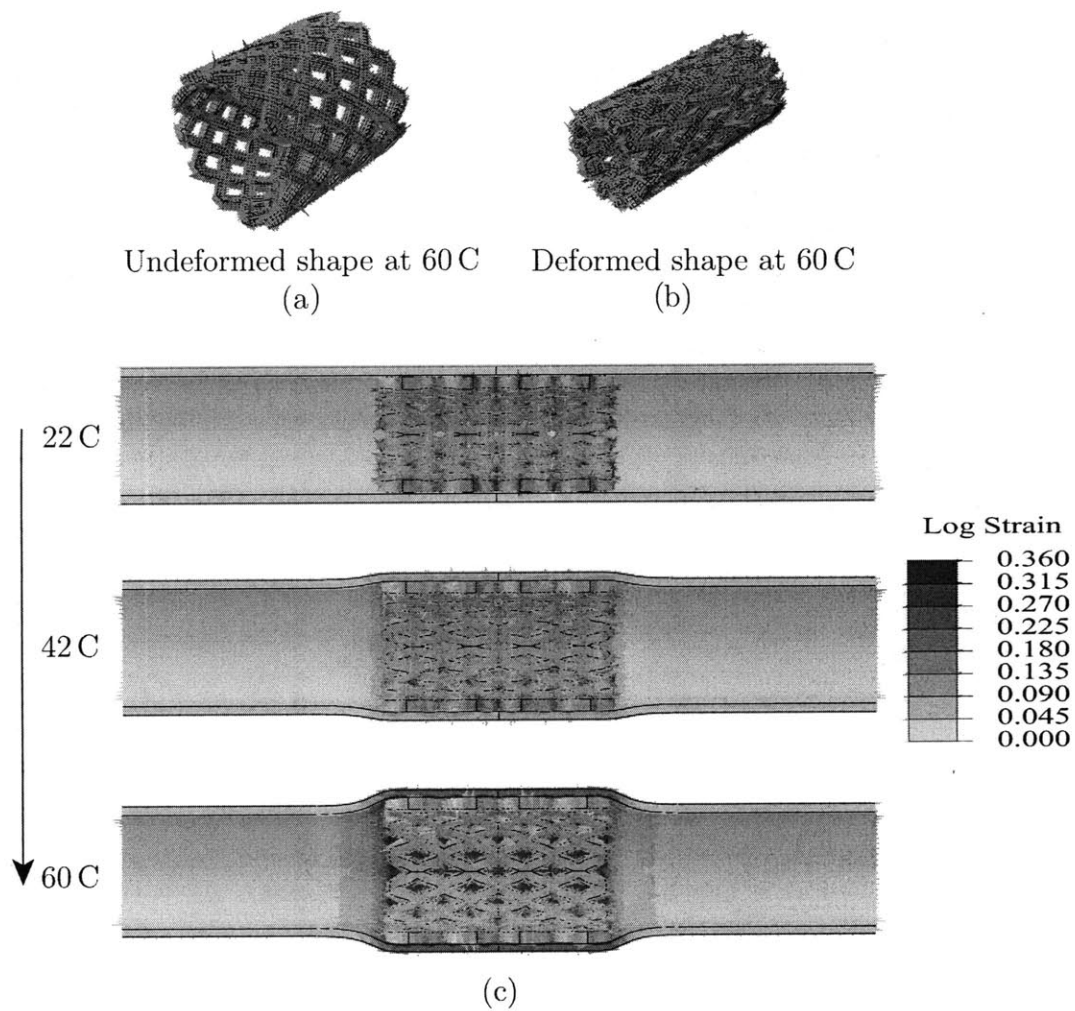 Undeformed shape at 60 C
(a)
Deformed shape at 60 C
(b)
22 C
42 C
60 C
Log Strain
0.360
0.315
0.270
0.225
0.180
0.135
0.090
0.045
0.000
(c)